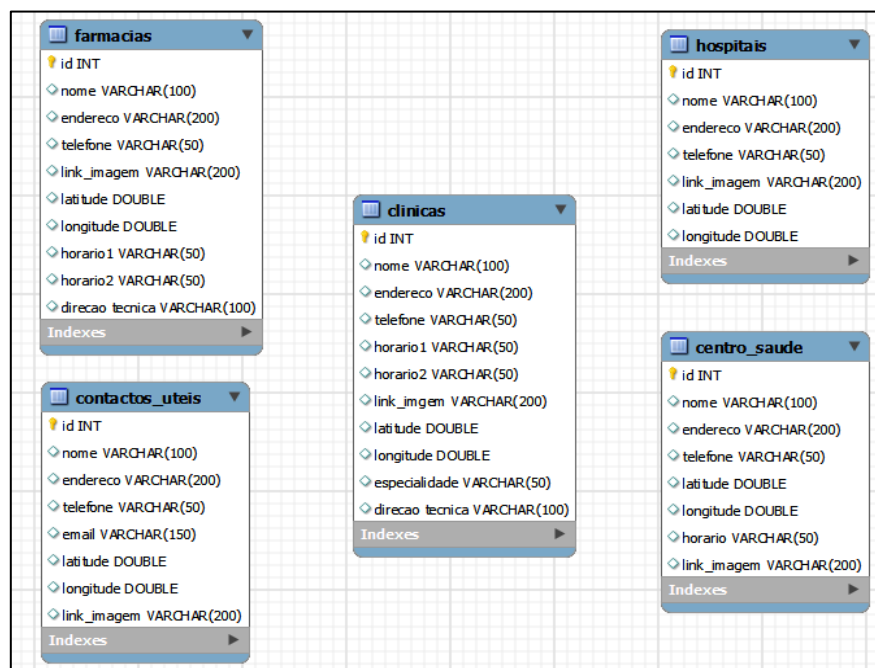 farmacias
id INT
nome VARCHAR(100)
endereco VARCHAR(200)
telefone VARCHAR(50)
link_imagem VARCHAR(200)
latitude DOUBLE
longitude DOUBLE
horario1 VARCHAR(50)
horario2 VARCHAR(50)
direcao tecnica VARCHAR(100)
Indexes
contactos_uteis
id INT
nome VARCHAR(100)
endereco VARCHAR(200)
telefone VARCHAR(50)
email VARCHAR(150)
latitude DOUBLE
longitude DOUBLE
link_imagem VARCHAR(200)
Indexes
clinicas
id INT
nome VARCHAR(100)
endereco VARCHAR(200)
telefone VARCHAR(50)
horario1 VARCHAR(50)
horario2 VARCHAR(50)
link_imgem VARCHAR(200)
latitude DOUBLE
longitude DOUBLE
especialidade VARCHAR(50)
direcao tecnica VARCHAR(100)
Indexes
hospitais
id INT
nome VARCHAR(100)
endereco VARCHAR(200)
telefone VARCHAR(50)
link_imagem VARCHAR(200)
latitude DOUBLE
longitude DOUBLE
Indexes
centro_saude
id INT
nome VARCHAR(100)
endereco VARCHAR(200)
telefone VARCHAR(50)
latitude DOUBLE
longitude DOUBLE
horario VARCHAR(50)
link_imagem VARCHAR(200)
Indexes